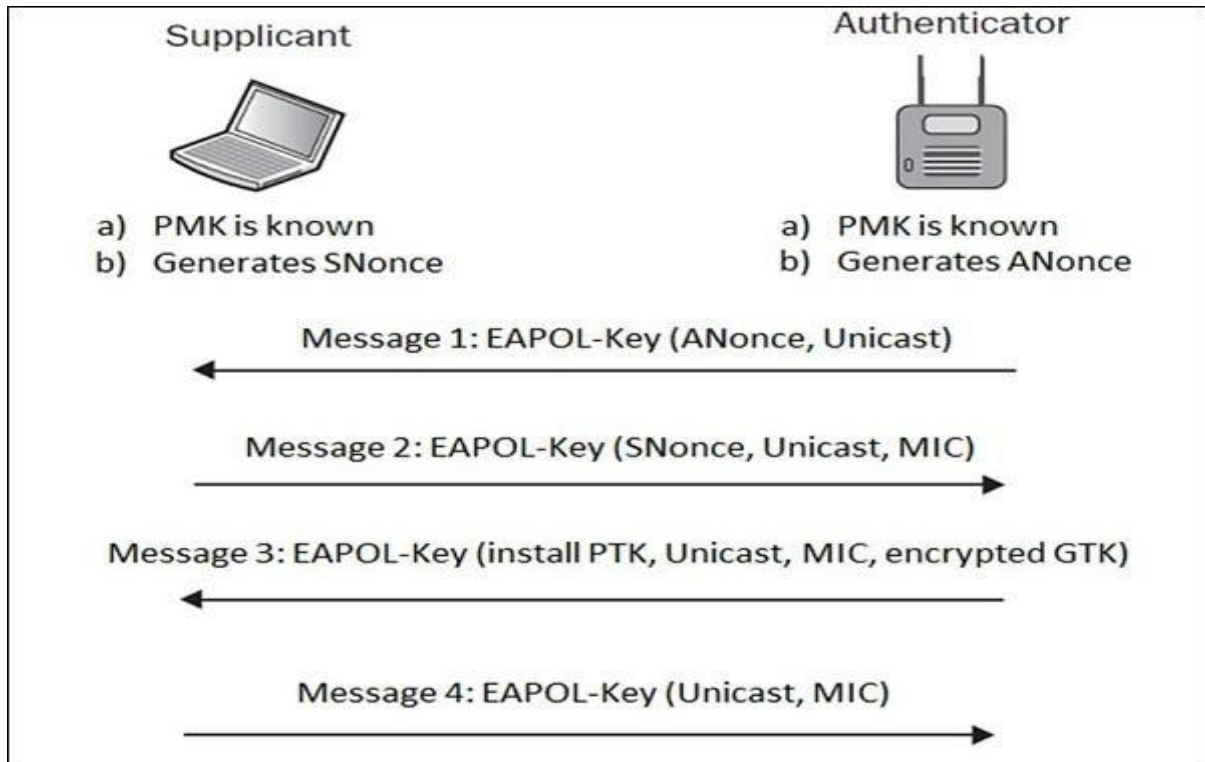 Supplicant
Authenticator
a) PMK is known
b) Generates SNonce
a) PMK is known
b) Generates ANonce
Message 1: EAPOL-Key (ANonce, Unicast)
Message 2: EAPOL-Key (SNonce, Unicast, MIC)
Message 3: EAPOL-Key (install PTK, Unicast, MIC, encrypted GTK)
Message 4: EAPOL-Key (Unicast, MIC)